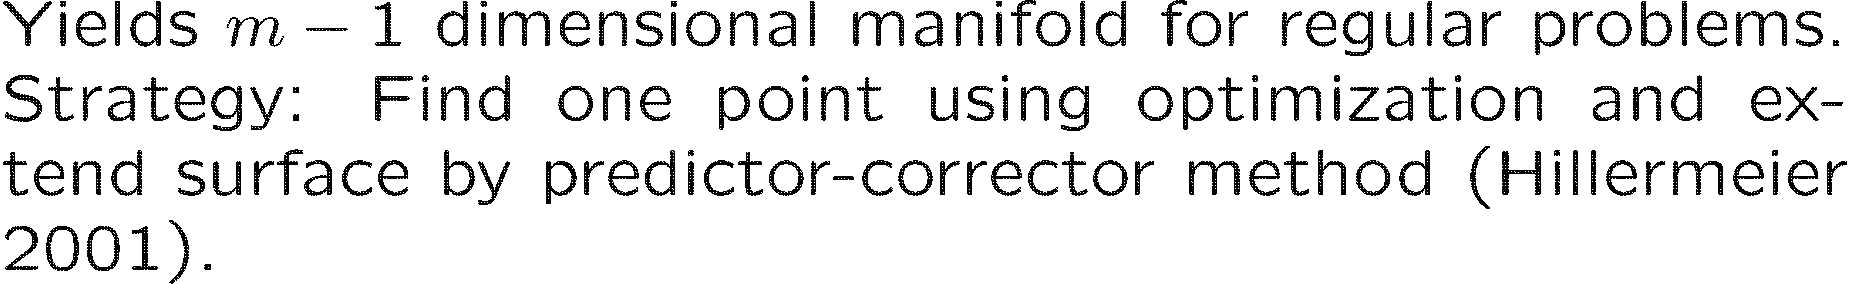 Yields m − 1 dimensional manifold for regular problems.
Strategy: Find one point using optimization and ex-
tend surface by predictor-corrector method (Hillermeier
2001).